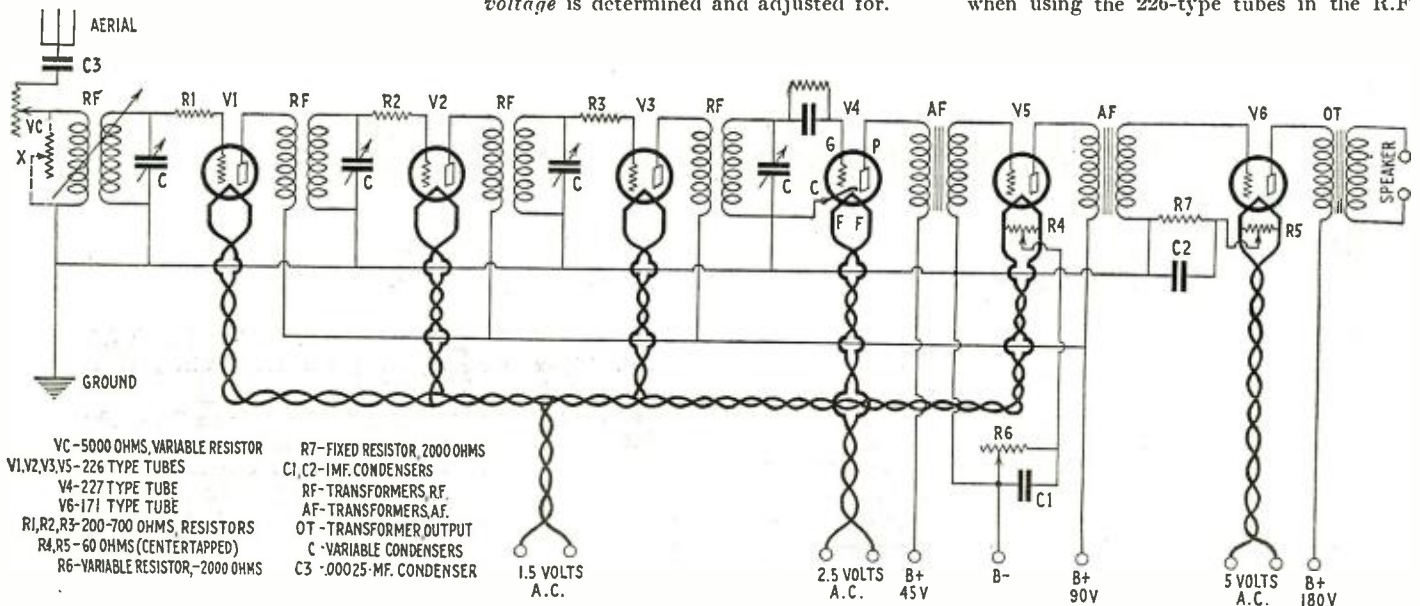 voltage is determined and adjusted for.
when using the 226-type tubes in the R.F
AERIAL
C3
RF
R1
V1
RF
R2
V2
RF
R3
V3
RF
V4
AF
V5
AF
V6
OT
VC
X
C
C
C
C
G
P
C
F F
R4
R7
C2
R5
SPEAKER
GROUND
R6
C1
VC-5000 OHMS, VARIABLE RESISTOR
V1,V2,V3,V5-226 TYPE TUBES
V4-227 TYPE TUBE
V6-171 TYPE TUBE
R1,R2,R3-200-700 OHMS, RESISTORS
R4,R5-60 OHMS (CENTERTAPPED)
R6-VARIABLE RESISTOR,-2000 OHMS
R7-FIXED RESISTOR, 2000 OHMS
C1,C2-1MF. CONDENSERS
RF-TRANSFORMERS, R.F.
AF-TRANSFORMERS, A.F.
OT-TRANSFORMER, OUTPUT
C-VARIABLE CONDENSERS
C3-.00025-MF. CONDENSER
1.5 VOLTS
A.C.
2.5 VOLTS
A.C.
B+
45V
B-
B+
90V
5 VOLTS
A.C.
B+
180V